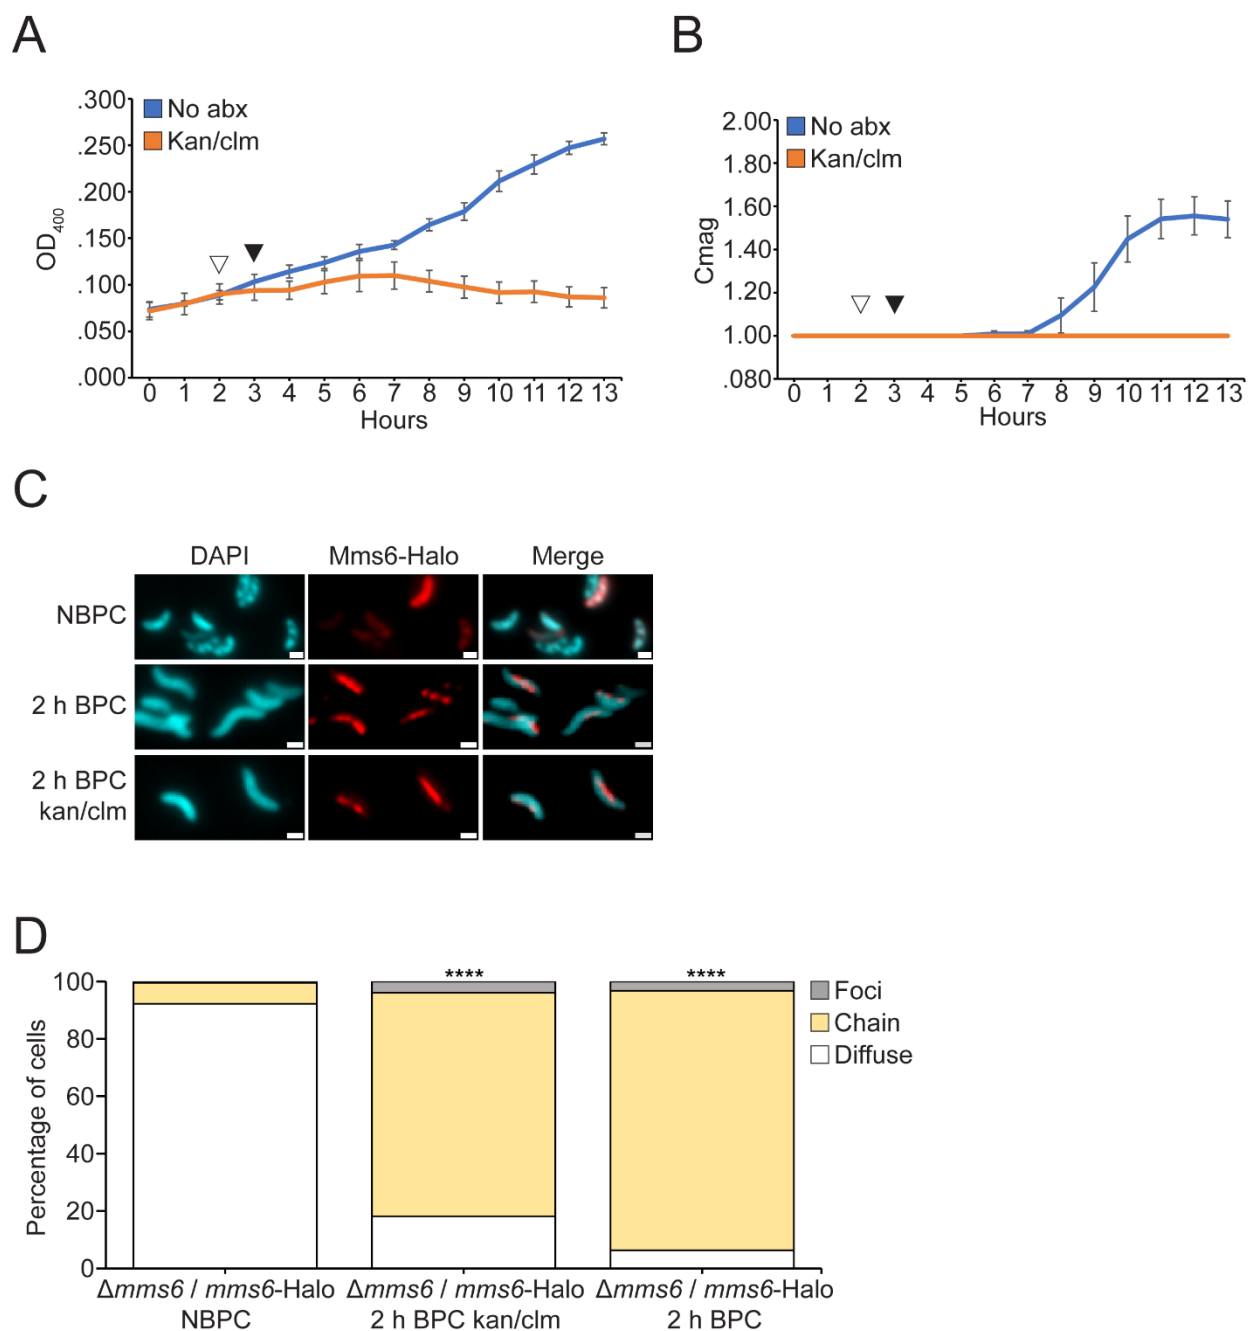 A
.300
.250
.200
.150
.100
.050
.000
OD400
No abx
Kan/clm
0 1 2 3 4 5 6 7 8 9 10 11 12 13
Hours
B
2.00
1.80
1.60
1.40
1.20
1.00
.080
Cmag
No abx
Kan/clm
0 1 2 3 4 5 6 7 8 9 10 11 12 13
Hours
C
DAPI Mms6-Halo Merge
NBPC
2 h BPC
2 h BPC
kan/clm
D
Percentage of cells
100
80
60
40
20
0
**** ****
Foci
Chain
Diffuse
Δmms6 / mms6-Halo Δmms6 / mms6-Halo Δmms6 / mms6-Halo
NBPC 2 h BPC kan/clm 2 h BPC